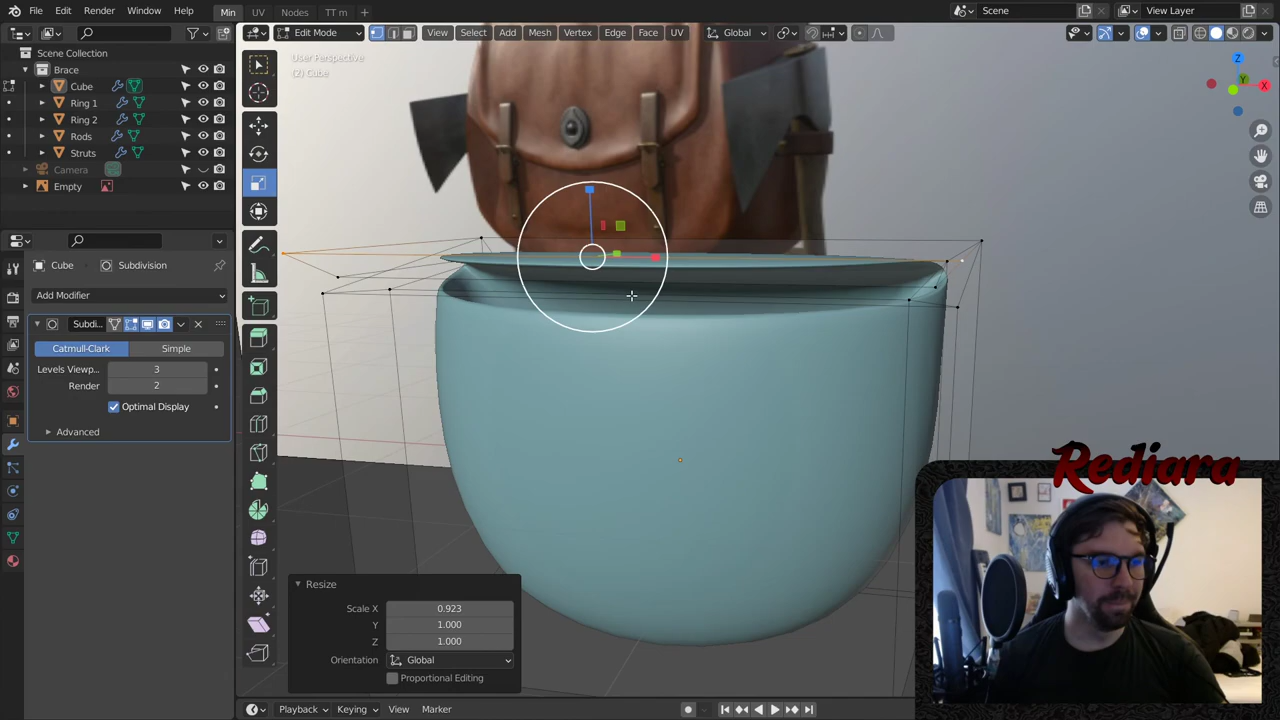 File Edit Render Window Help Min UV Nodes TT m Scene View Layer
Edit Mode View Select Add Mesh Vertex Edge Face UV Global
Scene Collection
Brace
Cube
Ring 1
Ring 2
Rods
Struts
Camera
Empty
User Perspective
(2) Cube
Z
Y
X
Cube Subdivision
Add Modifier
Subdi...
Catmull-Clark Simple
Levels Viewp... 3
Render 2
Optimal Display
Advanced
Resize
Scale X 0.923
Y 1.000
Z 1.000
Orientation Global
Proportional Editing
Rediara
Playback Keying View Marker